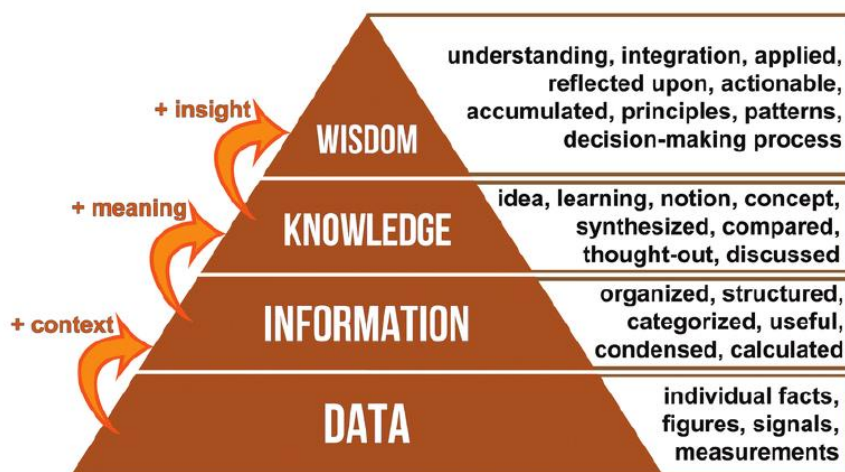 understanding, integration, applied,
reflected upon, actionable,
accumulated, principles, patterns,
decision-making process
+ insight
WISDOM
idea, learning, notion, concept,
synthesized, compared,
thought-out, discussed
+ meaning
KNOWLEDGE
organized, structured,
categorized, useful,
condensed, calculated
+ context
INFORMATION
individual facts,
figures, signals,
measurements
DATA